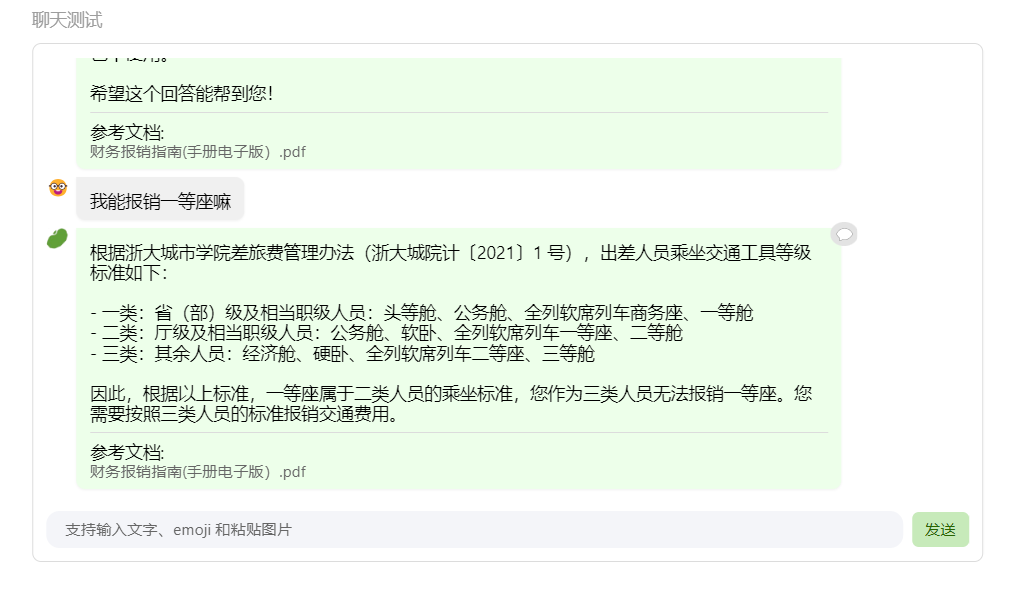 聊天测试
希望这个回答能帮到您！
参考文档:
财务报销指南(手册电子版）.pdf
我能报销一等座嘛
根据浙大城市学院差旅费管理办法（浙大城院计〔2021〕1 号），出差人员乘坐交通工具等级
标准如下：
- 一类：省（部）级及相当职级人员：头等舱、公务舱、全列软席列车商务座、一等舱
- 二类：厅级及相当职级人员：公务舱、软卧、全列软席列车一等座、二等舱
- 三类：其余人员：经济舱、硬卧、全列软席列车二等座、三等舱
因此，根据以上标准，一等座属于二类人员的乘坐标准，您作为三类人员无法报销一等座。您
需要按照三类人员的标准报销交通费用。
参考文档:
财务报销指南(手册电子版）.pdf
支持输入文字、emoji 和粘贴图片
发送